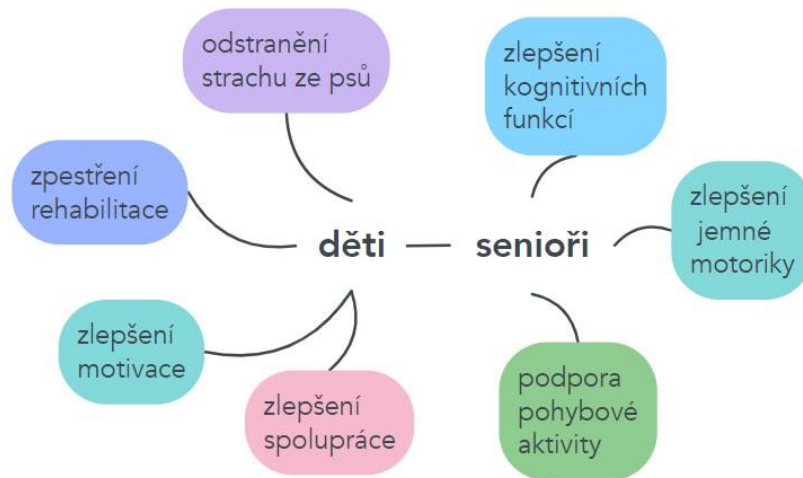 odstranění
strachu ze psů
zpestření
rehabilitace
děti
zlepšení
motivace
zlepšení
spolupráce
senioři
zlepšení
kognitivních
funkcí
zlepšení
jemné
motoriky
podpora
pohybové
aktivity